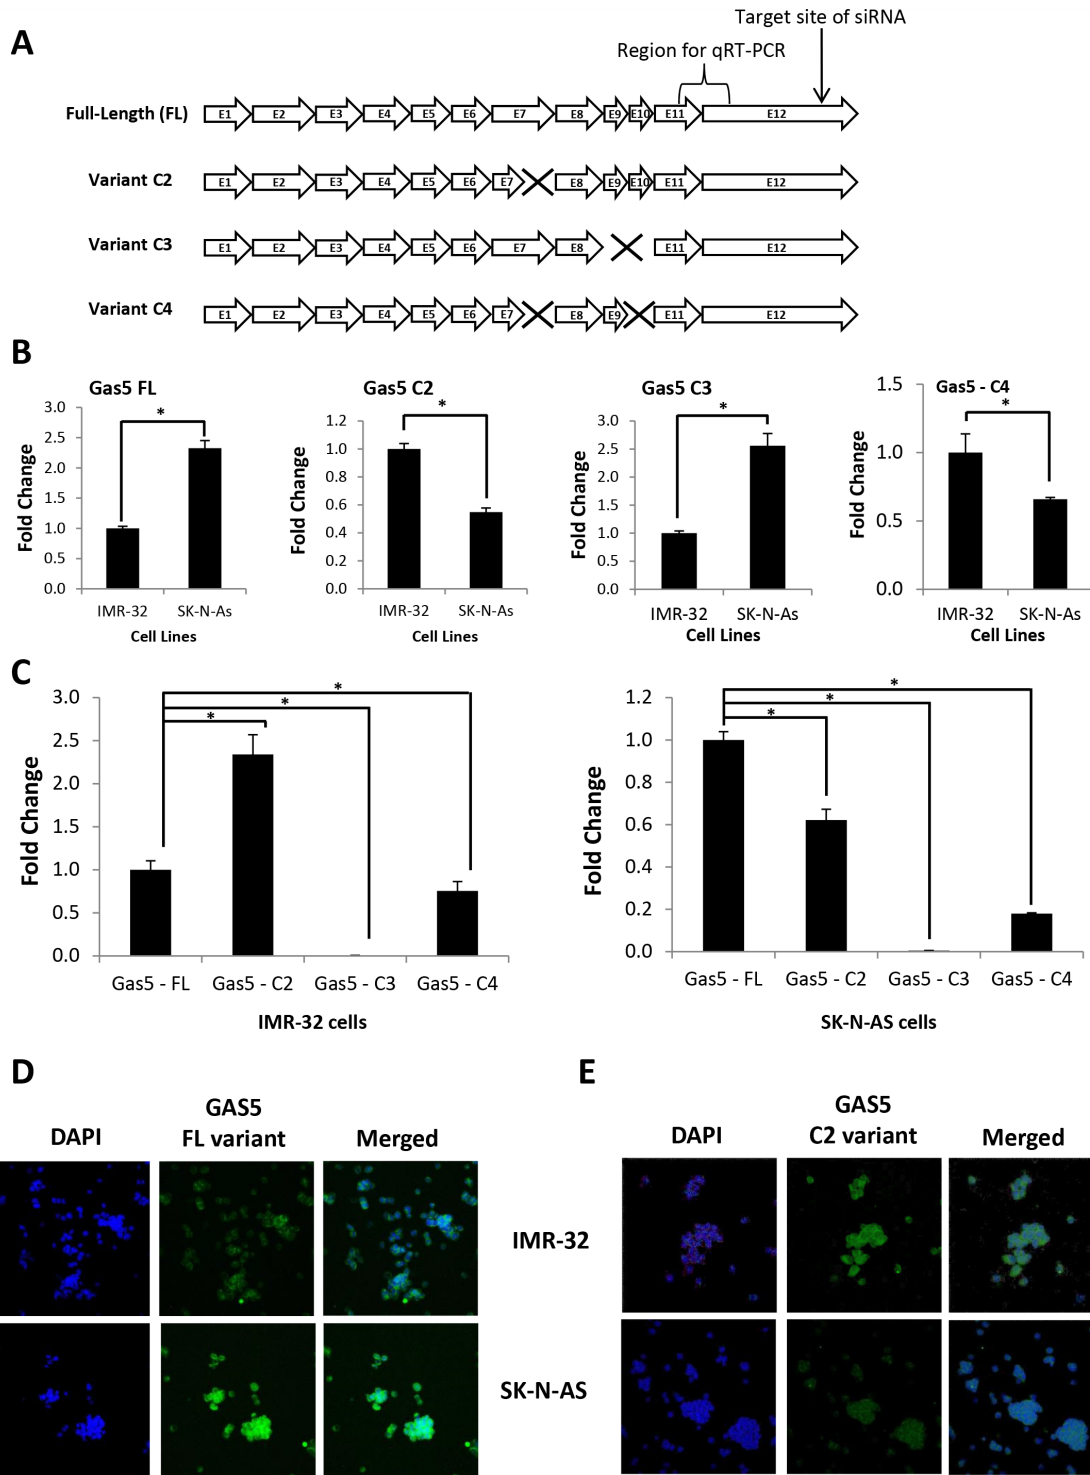 A
Target site of siRNA
Region for qRT-PCR
Full-Length (FL)
E1 E2 E3 E4 E5 E6 E7 E8 E9 E10 E11 E12
Variant C2
E1 E2 E3 E4 E5 E6 E7 E8 E9 E10 E11 E12
Variant C3
E1 E2 E3 E4 E5 E6 E7 E8 E11 E12
Variant C4
E1 E2 E3 E4 E5 E6 E7 E8 E9 E11 E12
B
Gas5 FL
Fold Change
3.0
2.5
2.0
1.5
1.0
0.5
0.0
*
IMR-32 SK-N-As
Cell Lines
Gas5 C2
Fold Change
1.2
1.0
0.8
0.6
0.4
0.2
0.0
*
IMR-32 SK-N-As
Gas5 C3
Fold Change
3.0
2.5
2.0
1.5
1.0
0.5
0.0
*
IMR-32 SK-N-As
Cell Lines
Gas5 - C4
Fold Change
1.5
1.0
0.5
0.0
*
IMR-32 SK-N-As
Cell Lines
C
Fold Change
3.0
2.5
2.0
1.5
1.0
0.5
0.0
*
*
*
Gas5 - FL Gas5 - C2 Gas5 - C3 Gas5 - C4
IMR-32 cells
Fold Change
1.2
1.0
0.8
0.6
0.4
0.2
0.0
*
*
*
Gas5 - FL Gas5 - C2 Gas5 - C3 Gas5 - C4
SK-N-AS cells
D
DAPI
GAS5
FL variant
Merged
E
DAPI
GAS5
C2 variant
Merged
IMR-32
SK-N-AS